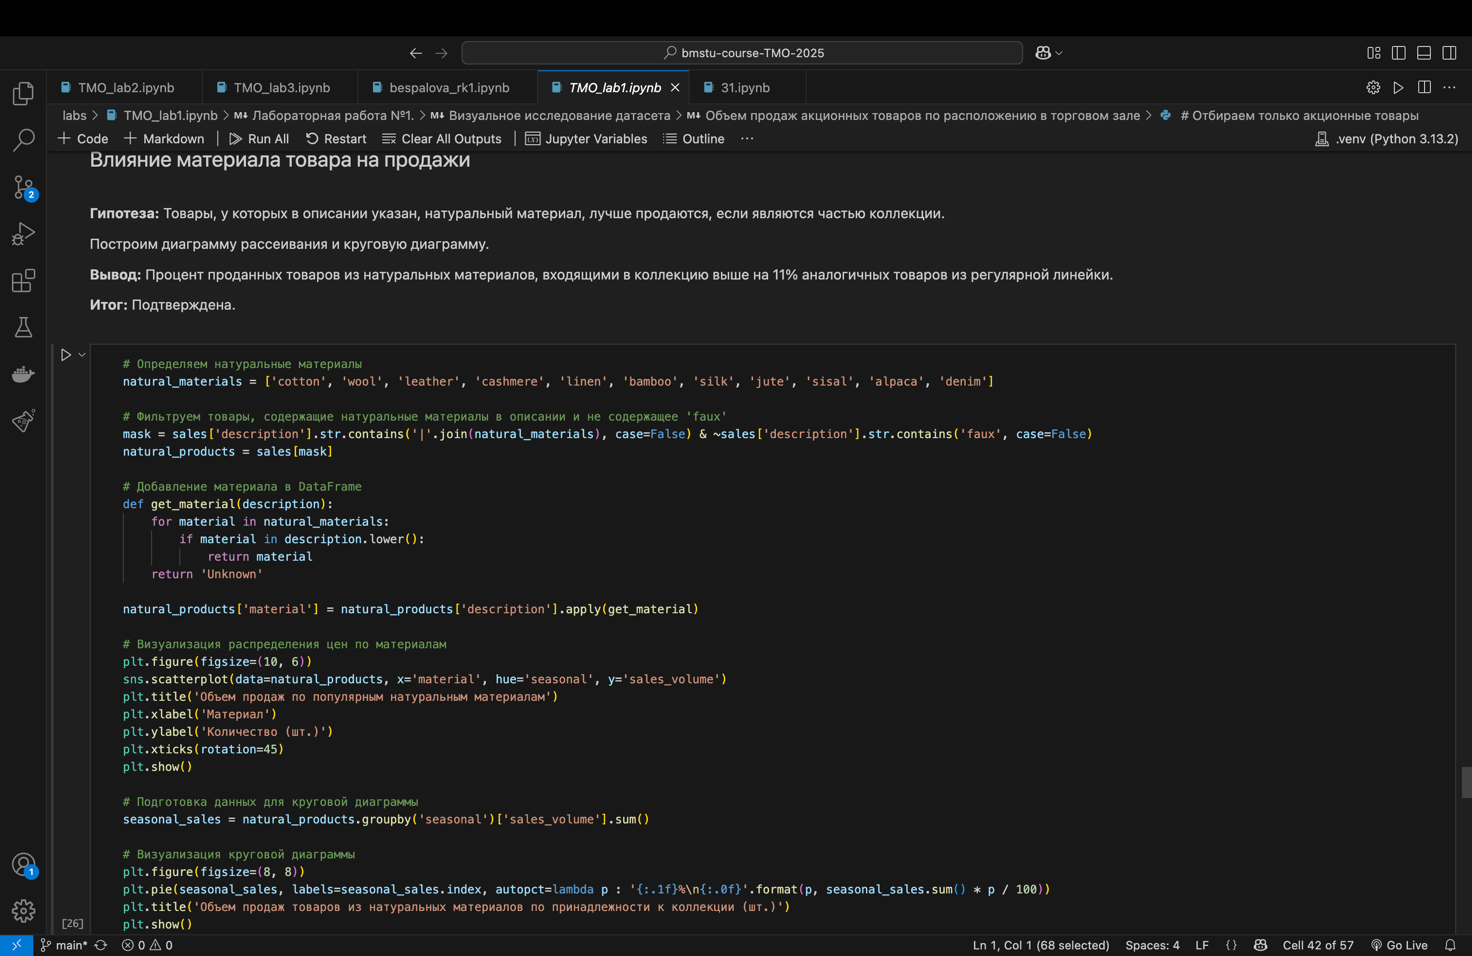 bmstu-course-TMO-2025
TMO_lab2.ipynb
TMO_lab3.ipynb
bespalova_rk1.ipynb
TMO_lab1.ipynb
31.ipynb
labs > TMO_lab1.ipynb > M↓ Лабораторная работа №1. > M↓ Визуальное исследование датасета > M↓ Объем продаж акционных товаров по расположению в торговом зале > # Отбираем только акционные товары
+ Code + Markdown | Run All Restart Clear All Outputs | Jupyter Variables Outline ··· .venv (Python 3.13.2)
Влияние материала товара на продажи
Гипотеза: Товары, у которых в описании указан, натуральный материал, лучше продаются, если являются частью коллекции.
Построим диаграмму рассеивания и круговую диаграмму.
Вывод: Процент проданных товаров из натуральных материалов, входящими в коллекцию выше на 11% аналогичных товаров из регулярной линейки.
Итог: Подтверждена.
# Определяем натуральные материалы
natural_materials = ['cotton', 'wool', 'leather', 'cashmere', 'linen', 'bamboo', 'silk', 'jute', 'sisal', 'alpaca', 'denim']
# Фильтруем товары, содержащие натуральные материалы в описании и не содержащее 'faux'
mask = sales['description'].str.contains('|'.join(natural_materials), case=False) & ~sales['description'].str.contains('faux', case=False)
natural_products = sales[mask]
# Добавление материала в DataFrame
def get_material(description):
    for material in natural_materials:
        if material in description.lower():
            return material
    return 'Unknown'
natural_products['material'] = natural_products['description'].apply(get_material)
# Визуализация распределения цен по материалам
plt.figure(figsize=(10, 6))
sns.scatterplot(data=natural_products, x='material', hue='seasonal', y='sales_volume')
plt.title('Объем продаж по популярным натуральным материалам')
plt.xlabel('Материал')
plt.ylabel('Количество (шт.)')
plt.xticks(rotation=45)
plt.show()
# Подготовка данных для круговой диаграммы
seasonal_sales = natural_products.groupby('seasonal')['sales_volume'].sum()
# Визуализация круговой диаграммы
plt.figure(figsize=(8, 8))
plt.pie(seasonal_sales, labels=seasonal_sales.index, autopct=lambda p : '{:.1f}%\n{:.0f}'.format(p, seasonal_sales.sum() * p / 100))
plt.title('Объем продаж товаров из натуральных материалов по принадлежности к коллекции (шт.)')
plt.show()
[26]
2
1
main* 0 0 Ln 1, Col 1 (68 selected) Spaces: 4 LF {} Cell 42 of 57 Go Live